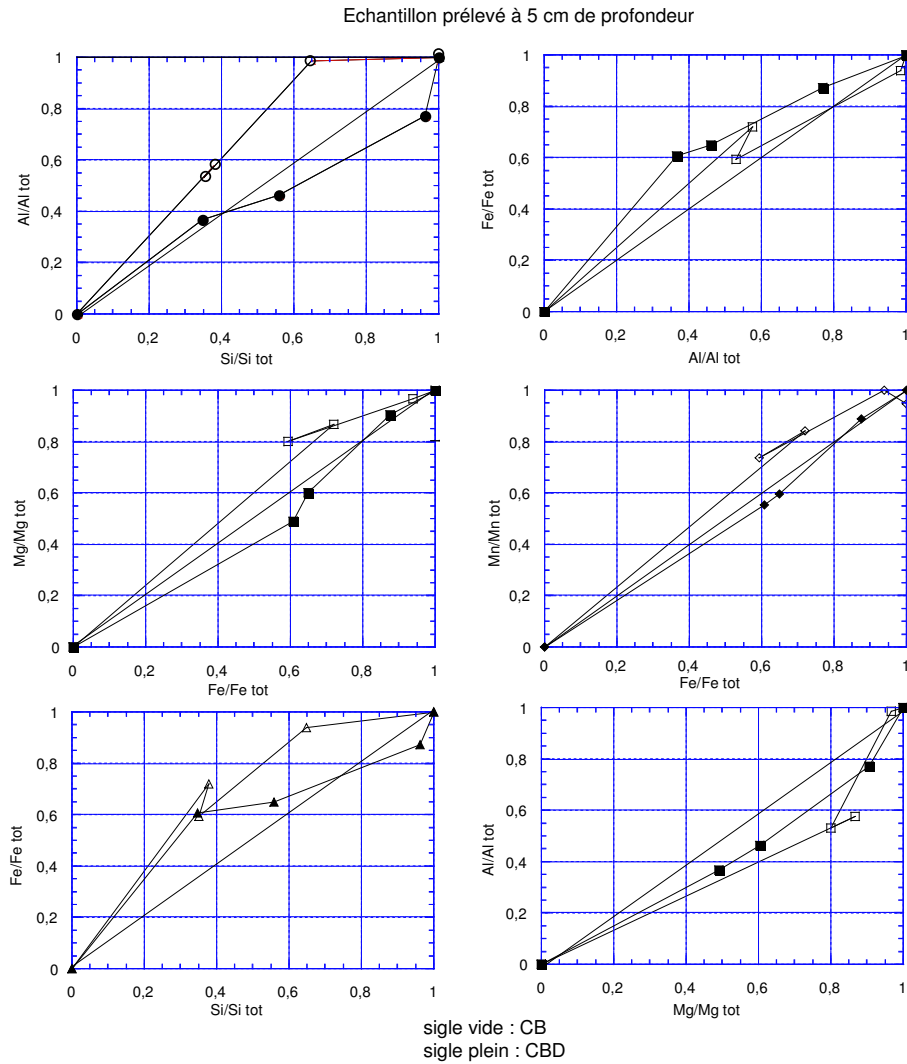 Echantillon prélevé à 5 cm de profondeur
Al/Al tot
1
0,8
0,6
0,4
0,2
0
0 0,2 0,4 0,6 0,8 1
Si/Si tot
Fe/Fe tot
1
0,8
0,6
0,4
0,2
0
0 0,2 0,4 0,6 0,8 1
Al/Al tot
Mg/Mg tot
1
0,8
0,6
0,4
0,2
0
0 0,2 0,4 0,6 0,8 1
Fe/Fe tot
Mn/Mn tot
1
0,8
0,6
0,4
0,2
0
0 0,2 0,4 0,6 0,8 1
Fe/Fe tot
Fe/Fe tot
1
0,8
0,6
0,4
0,2
0
0 0,2 0,4 0,6 0,8 1
Si/Si tot
Al/Al tot
1
0,8
0,6
0,4
0,2
0
0 0,2 0,4 0,6 0,8 1
Mg/Mg tot
sigle vide : CB
sigle plein : CBD